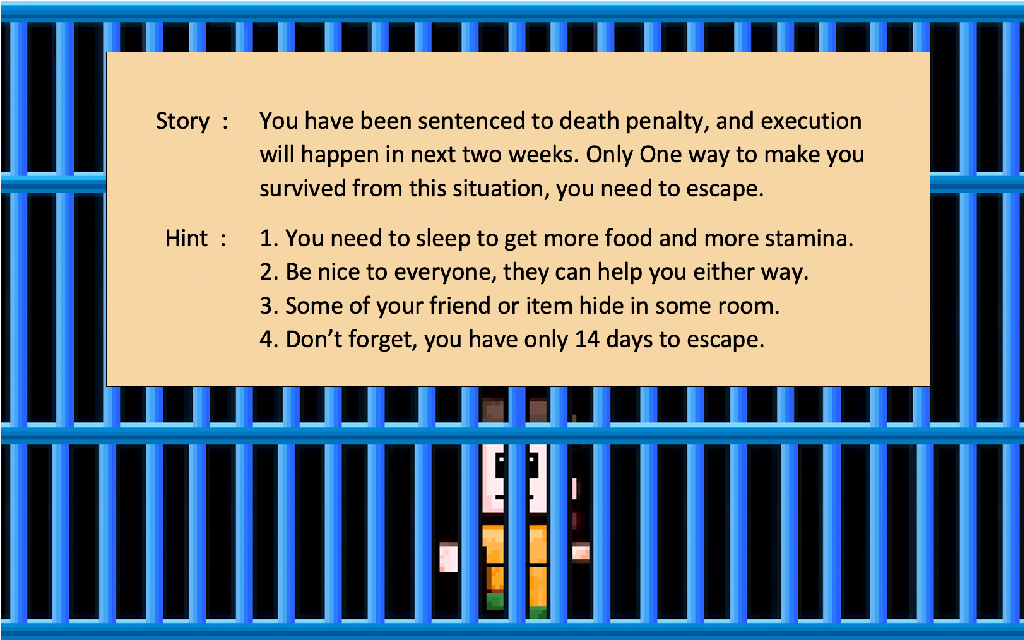 Story : You have been sentenced to death penalty, and execution
will happen in next two weeks. Only One way to make you
survived from this situation, you need to escape.
Hint : 1. You need to sleep to get more food and more stamina.
2. Be nice to everyone, they can help you either way.
3. Some of your friend or item hide in some room.
4. Don’t forget, you have only 14 days to escape.